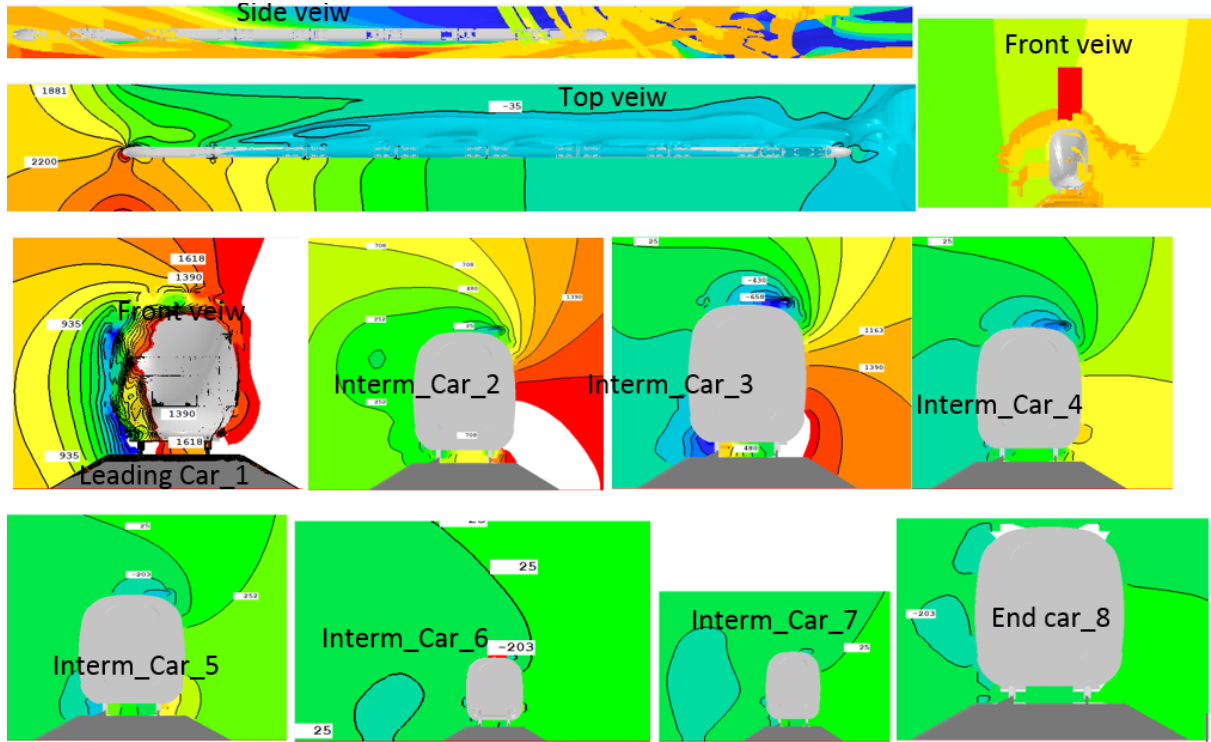 Side veiw
Front veiw
1881
Top veiw
-35
2200
1618
1390
Front veiw
935
1390
1618
935
Leading Car_1
708
708
480
1390
252
25
Interm_Car_2
252
708
25
-430
-658
1163
Interm_Car_3
1390
480
25
Interm_Car_4
25
-203
252
Interm_Car_5
25
Interm_Car_6
-203
25
Interm_Car_7
25
End car_8
-203